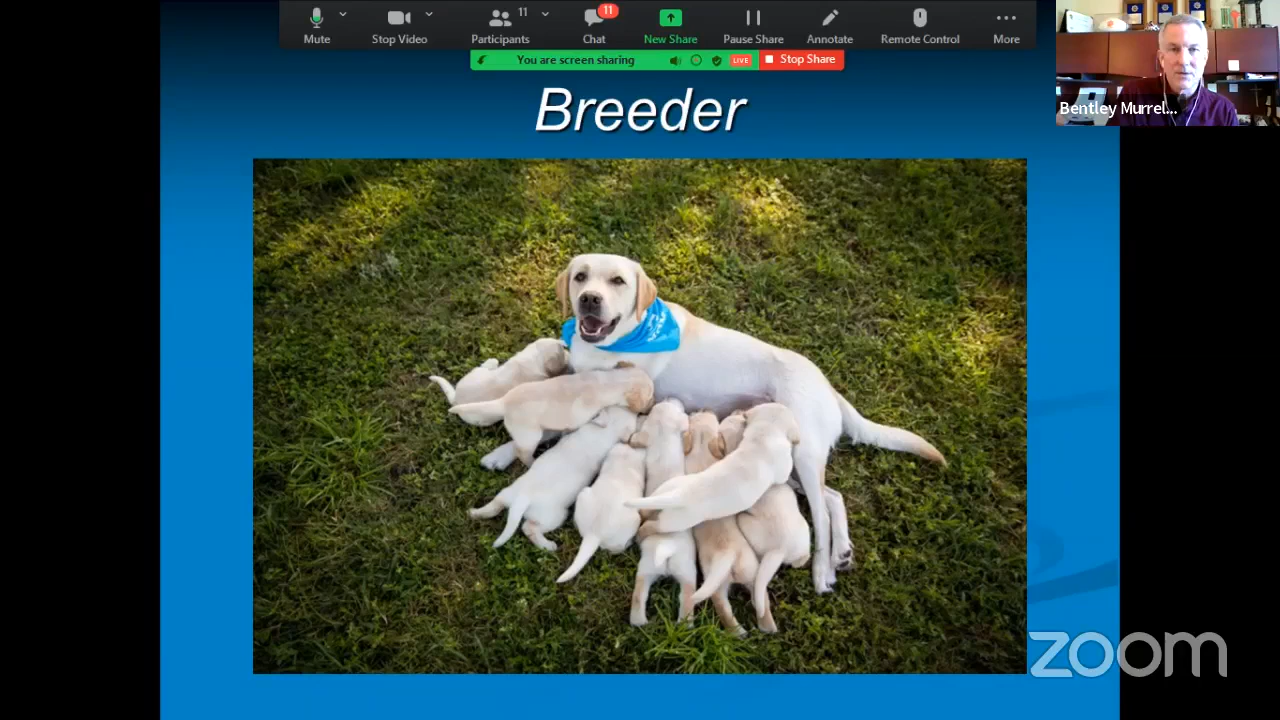 11
11
Mute
Stop Video
Participants
Chat
New Share
Pause Share
Annotate
Remote Control
More
You are screen sharing
LIVE
Stop Share
Bentley Murrel...
Breeder
zoom